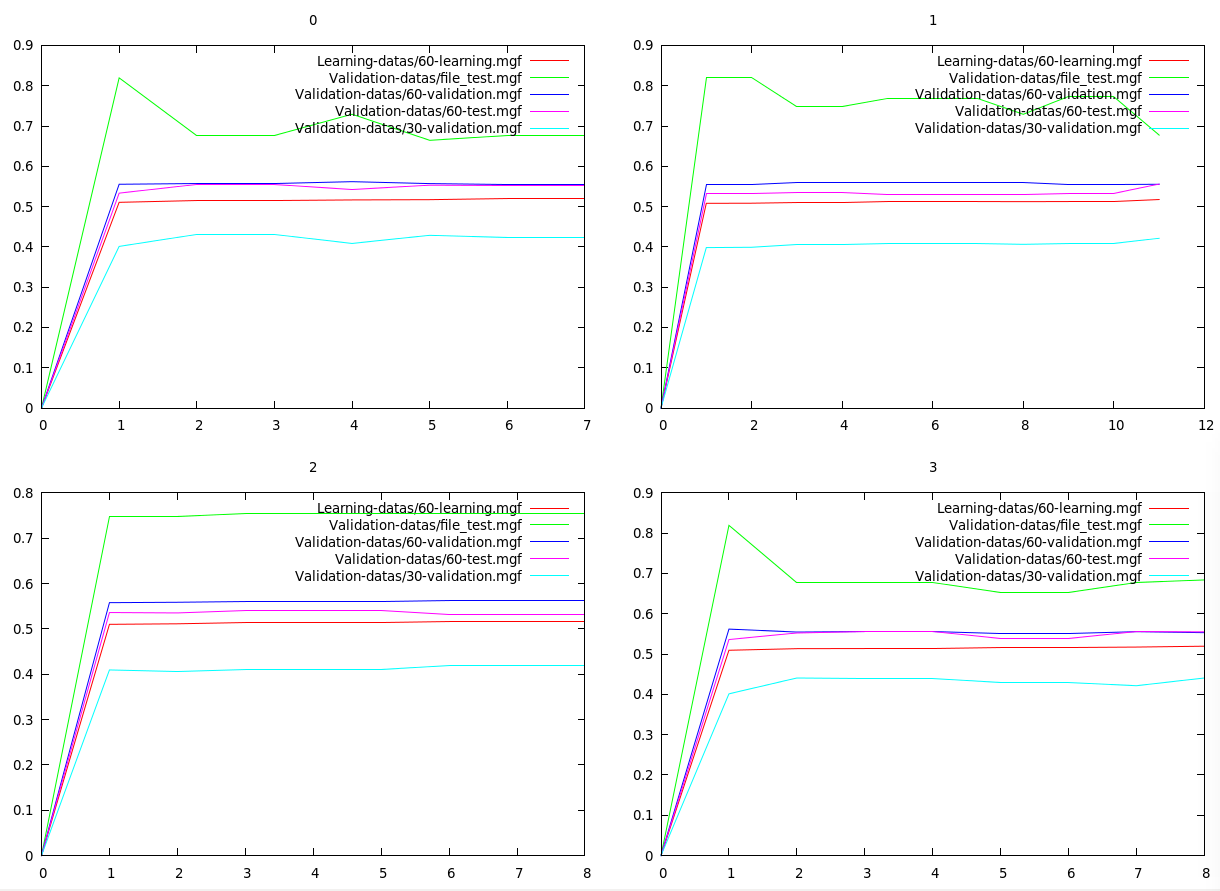 0
0.9
0.8
0.7
0.6
0.5
0.4
0.3
0.2
0.1
0
Learning-datas/60-learning.mgf
Validation-datas/file_test.mgf
Validation-datas/60-validation.mgf
Validation-datas/60-test.mgf
Validation-datas/30-validation.mgf
0 1 2 3 4 5 6 7
1
0.9
0.8
0.7
0.6
0.5
0.4
0.3
0.2
0.1
0
Learning-datas/60-learning.mgf
Validation-datas/file_test.mgf
Validation-datas/60-validation.mgf
Validation-datas/60-test.mgf
Validation-datas/30-validation.mgf
0 2 4 6 8 10 12
2
0.8
0.7
0.6
0.5
0.4
0.3
0.2
0.1
0
Learning-datas/60-learning.mgf
Validation-datas/file_test.mgf
Validation-datas/60-validation.mgf
Validation-datas/60-test.mgf
Validation-datas/30-validation.mgf
0 1 2 3 4 5 6 7 8
3
0.9
0.8
0.7
0.6
0.5
0.4
0.3
0.2
0.1
0
Learning-datas/60-learning.mgf
Validation-datas/file_test.mgf
Validation-datas/60-validation.mgf
Validation-datas/60-test.mgf
Validation-datas/30-validation.mgf
0 1 2 3 4 5 6 7 8